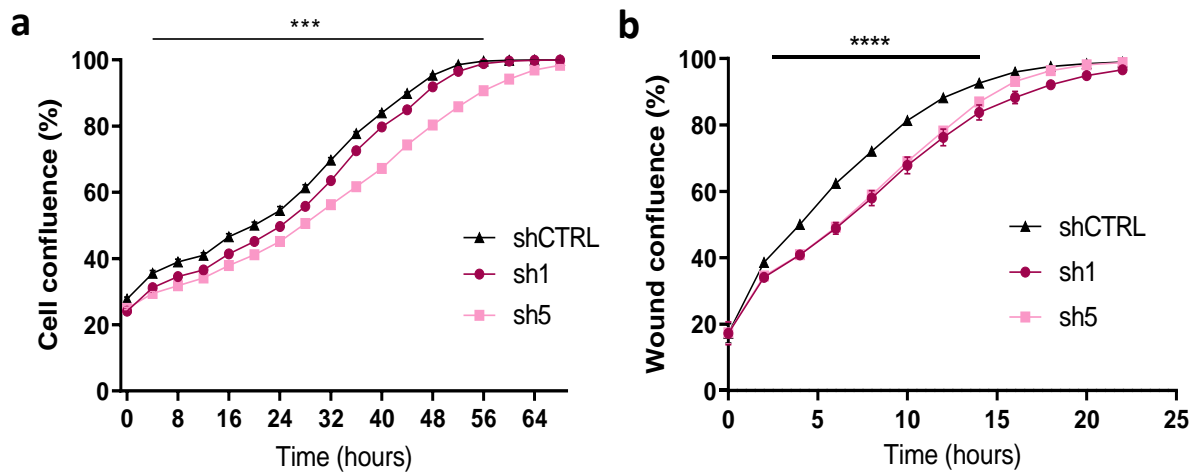 a
***
Cell confluence (%)
100
80
60
40
20
0
shCTRL
sh1
sh5
0 8 16 24 32 40 48 56 64
Time (hours)
b
****
Wound confluence (%)
100
80
60
40
20
0
shCTRL
sh1
sh5
0 5 10 15 20 25
Time (hours)